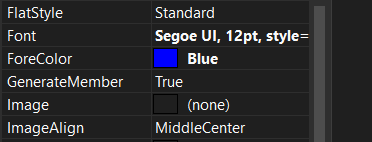 FlatStyle Standard
Font Segoe UI, 12pt, style=
ForeColor Blue
GenerateMember True
Image (none)
ImageAlign MiddleCenter